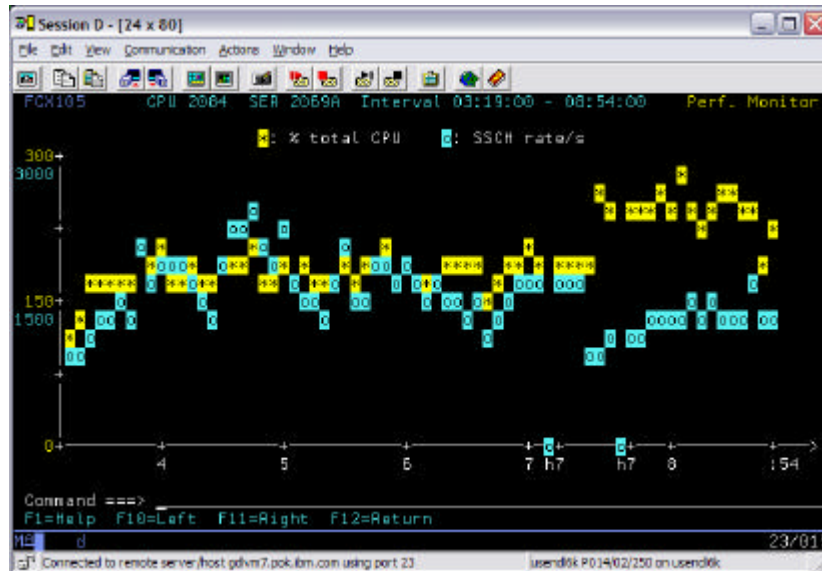 Session D - [24 x 80]
File Edit View Communication Actions Window Help
FCX105 CPU 2084 SER 2069A Interval 03:19:00 - 08:54:00 Perf. Monitor
*: % total CPU o: SSCH rate/s
300+
3000
150+
1500
0+
4 5 6 7 h7 h7 8 :54
Command ===>
F1=Help F10=Left F11=Right F12=Return
MA d 23/01
Connected to remote server/host gdlvm7.pok.ibm.com using port 23